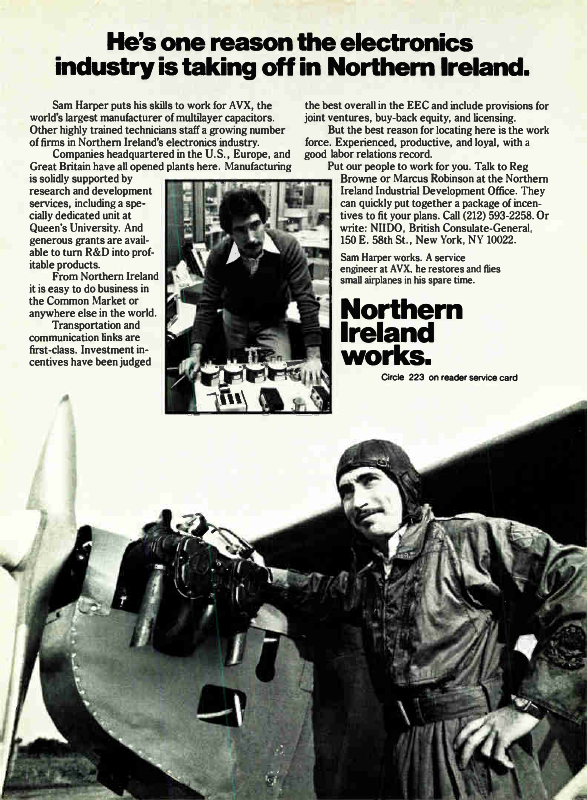 He's one reason the electronics
industry is taking off in Northern Ireland.
Sam Harper puts his skills to work for AVX, the
world's largest manufacturer of multilayer capacitors.
Other highly trained technicians staff a growing number
of firms in Northern Ireland's electronics industry.
Companies headquartered in the U.S., Europe, and
Great Britain have all opened plants here. Manufacturing
is solidly supported by
research and development
services, including a spe-
cially dedicated unit at
Queen's University. And
generous grants are avail-
able to turn R&D into prof-
itable products.
From Northern Ireland
it is easy to do business in
the Common Market or
anywhere else in the world.
Transportation and
communication links are
first-class. Investment in-
centives have been judged
the best overall in the EEC and include provisions for
joint ventures, buy-back equity, and licensing.
But the best reason for locating here is the work
force. Experienced, productive, and loyal, with a
good labor relations record.
Put our people to work for you. Talk to Reg
Browne or Marcus Robinson at the Northern
Ireland Industrial Development Office. They
can quickly put together a package of incen-
tives to fit your plans. Call (212) 593-2258. Or
write: NIIDO, British Consulate-General,
150 E. 58th St., New York, NY 10022.
Sam Harper works. A service
engineer at AVX, he restores and flies
small airplanes in his spare time.
Northern
Ireland
works.
Circle 223 on reader service card